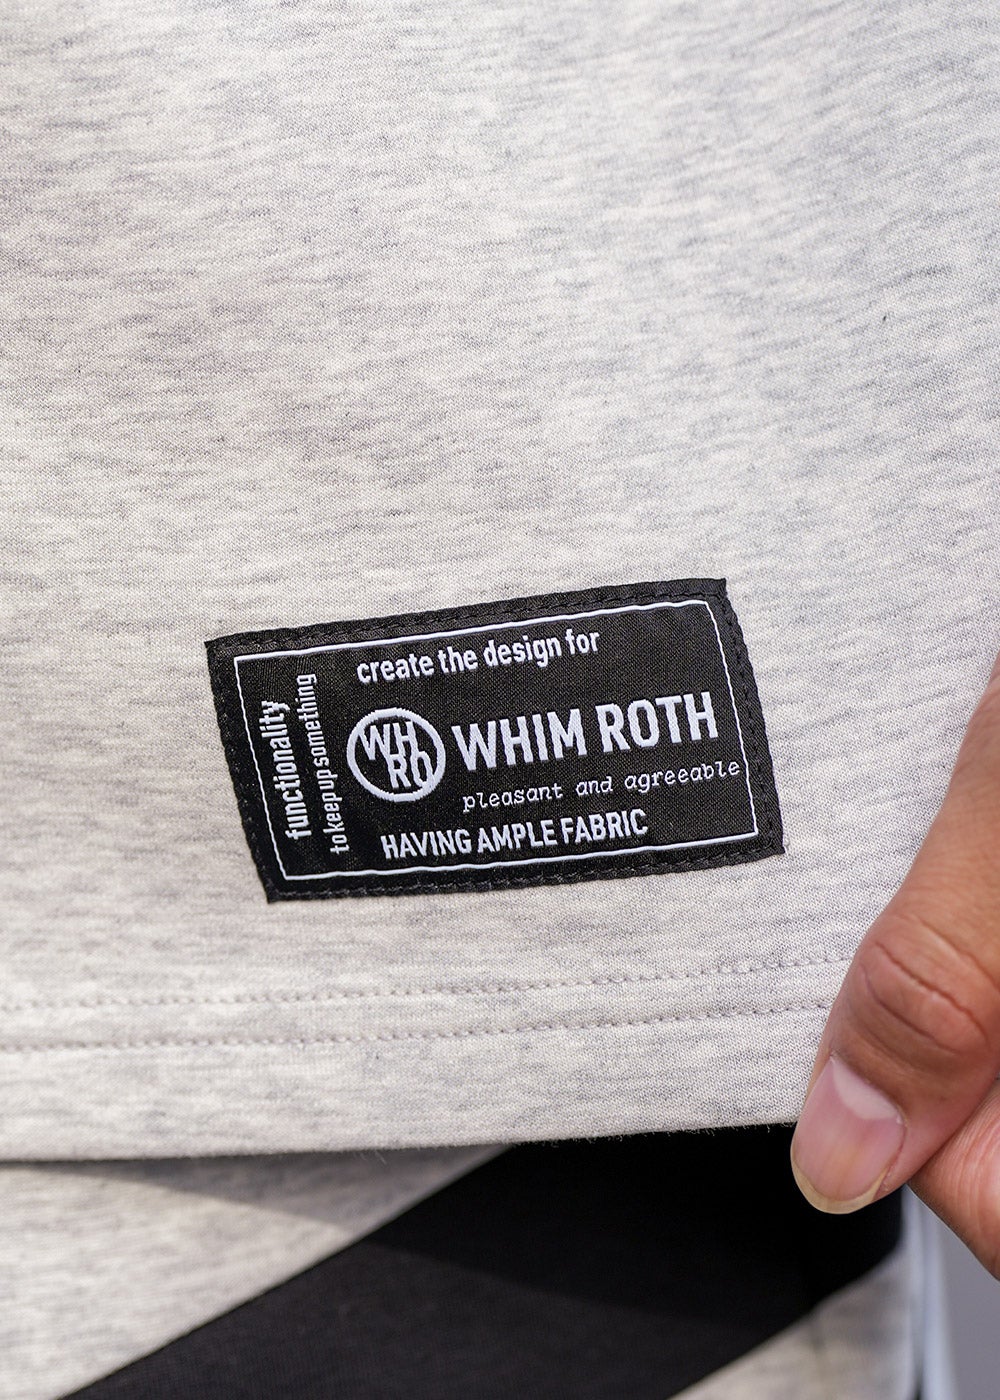 create the design for
functionality
to keep up something
WH
RO
WHIM ROTH
pleasant and agreeable
HAVING AMPLE FABRIC